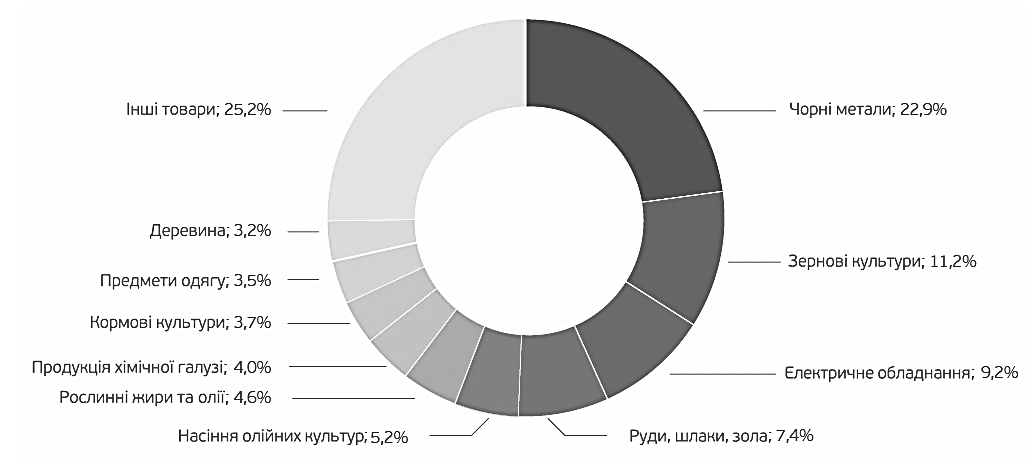 Інші товари; 25,2%
Чорні метали; 22,9%
Деревина; 3,2%
Зернові культури; 11,2%
Предмети одягу; 3,5%
Кормові культури; 3,7%
Продукція хімічної галузі; 4,0%
Електричне обладнання; 9,2%
Рослинні жири та олії; 4,6%
Насіння олійних культур; 5,2%
Руди, шлаки, зола; 7,4%